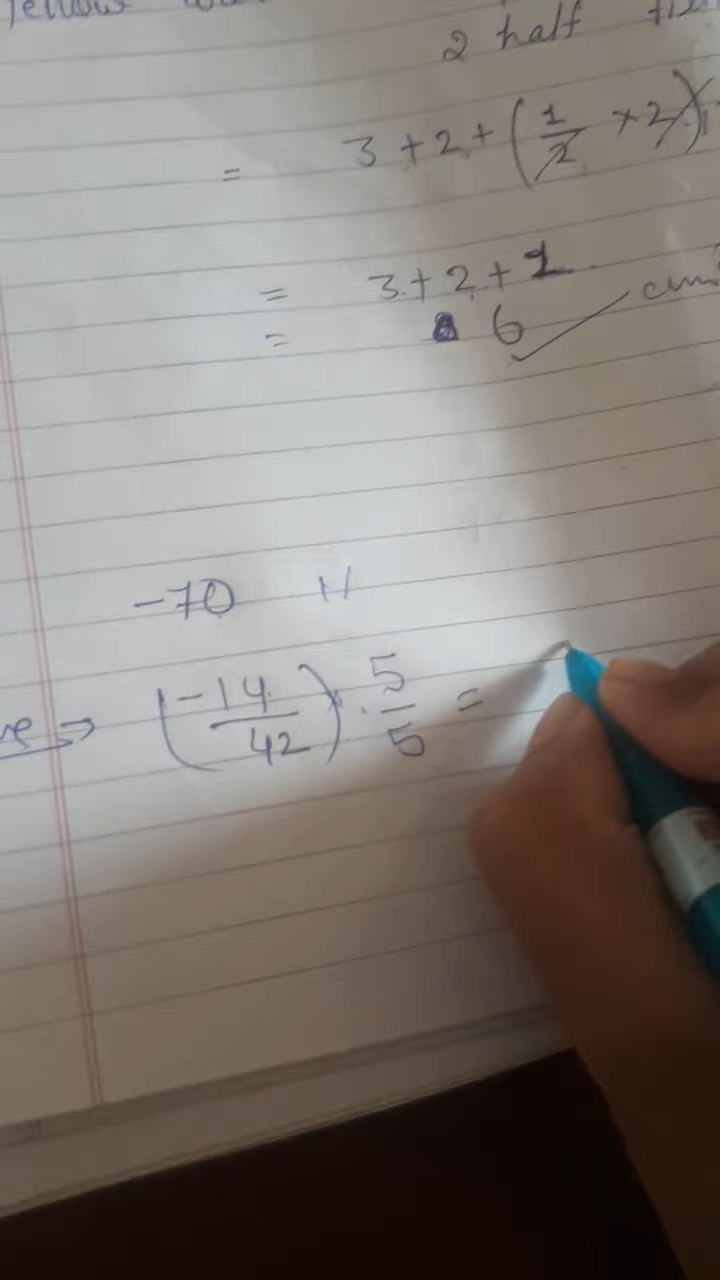 2 half
= 3 + 2 + (1/2 × 2)
= 3 + 2 + 1
= 6
-70
→ (-14/42) · 5/5 =